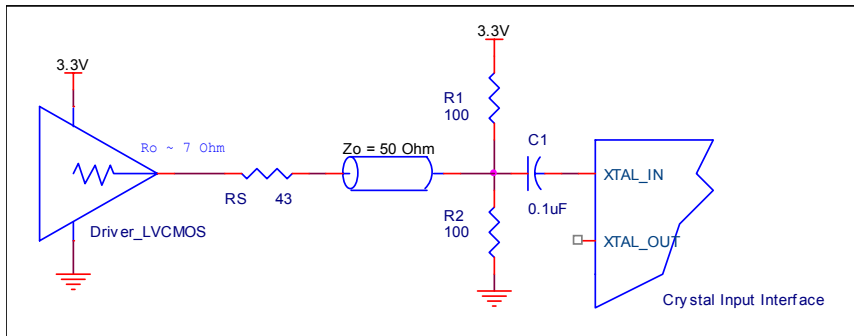 3.3V
3.3V
R1
100
Ro ~ 7 Ohm
Zo = 50 Ohm
C1
XTAL_IN
RS 43
0.1uF
R2
100
Driver_LVCMOS
XTAL_OUT
Crystal Input Interface